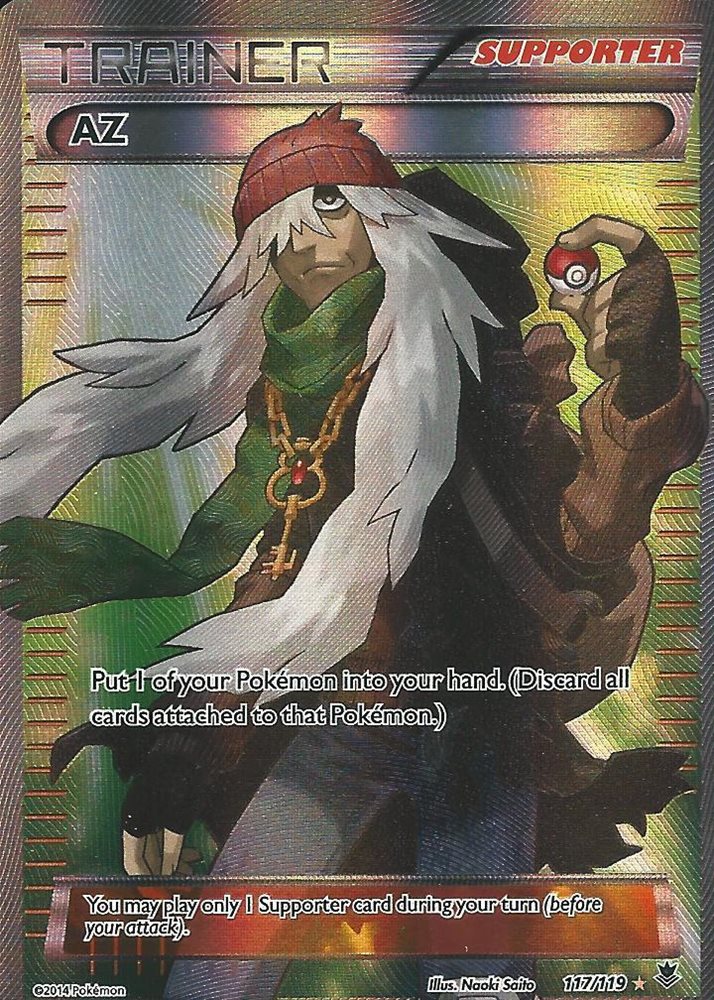 TRAINER SUPPORTER
AZ
Put 1 of your Pokémon into your hand. (Discard all
cards attached to that Pokémon.)
You may play only 1 Supporter card during your turn (before
your attack).
©2014 Pokémon Illus. Naoki Saito 117/119